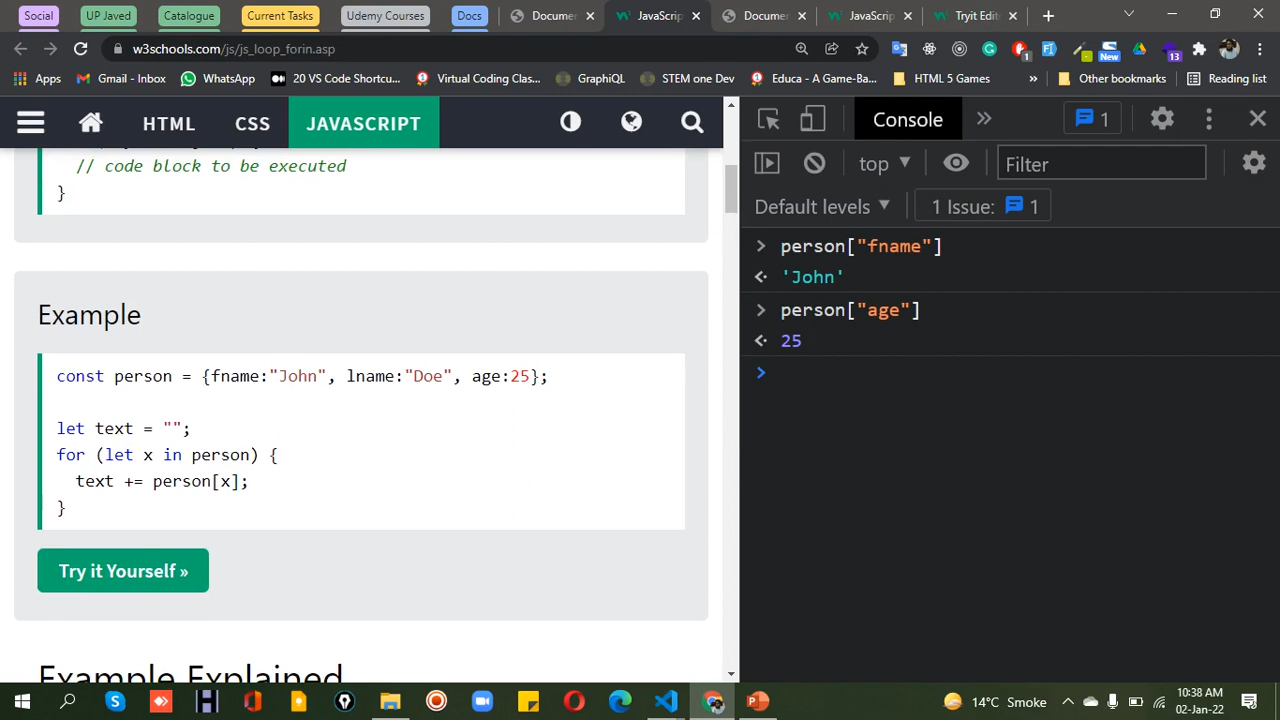 Social
UP Javed
Catalogue
Current Tasks
Udemy Courses
Docs
Documen
JavaScrip
Documen
JavaScrip
Tryit Edit
w3schools.com/js/js_loop_forin.asp
1
New
13
Apps
Gmail - Inbox
WhatsApp
20 VS Code Shortcu...
Virtual Coding Clas...
GraphiQL
STEM one Dev
Educa - A Game-Ba...
HTML 5 Games
»
Other bookmarks
Reading list
HTML
CSS
JAVASCRIPT
// code block to be executed
}
Example
const person = {fname:"John", lname:"Doe", age:25};
let text = "";
for (let x in person) {
text += person[x];
}
Try it Yourself »
Example Explained
Console
»
1
top
Filter
Default levels
1 Issue:
1
> person["fname"]
'John'
> person["age"]
25
>
14°C Smoke
10:38 AM
02-Jan-22